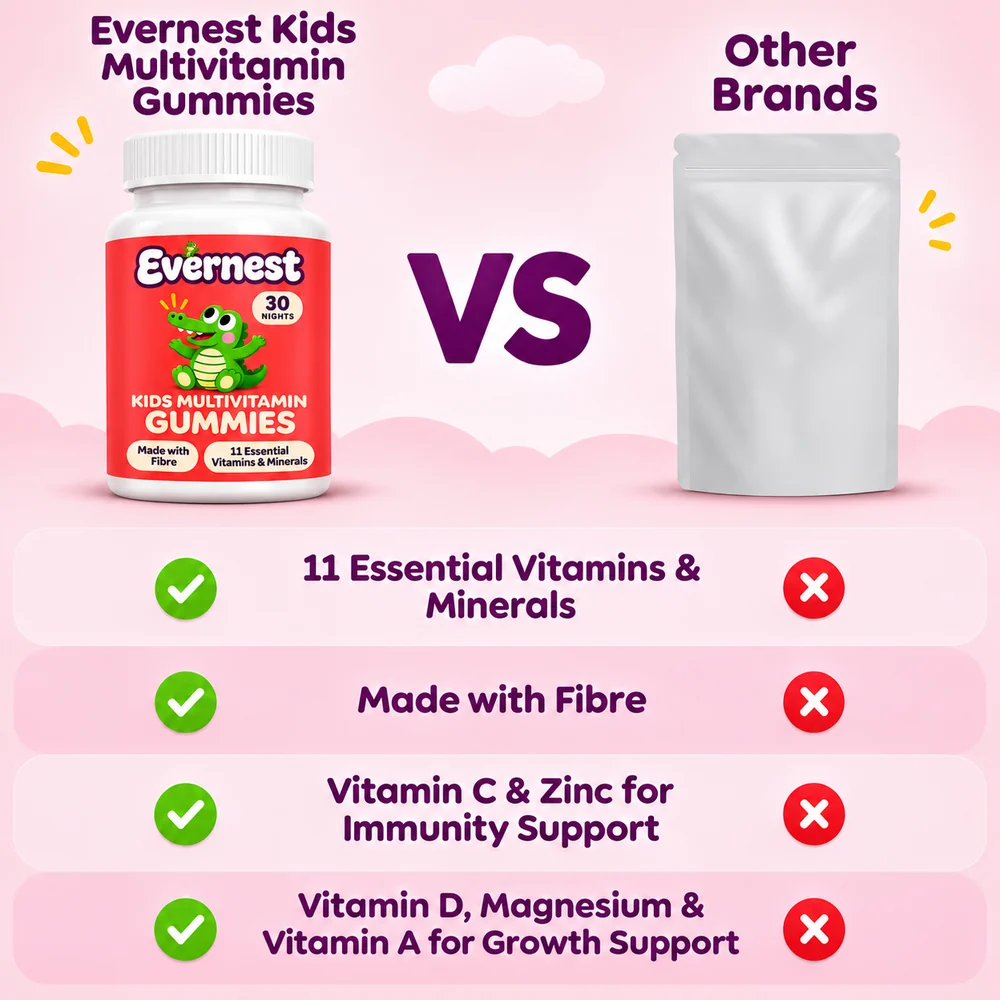 Evernest Kids
Multivitamin
Gummies
Other
Brands
Evernest
30
NIGHTS
KIDS MULTIVITAMIN
GUMMIES
Made with
Fibre
11 Essential
Vitamins & Minerals
VS
11 Essential Vitamins &
Minerals
Made with Fibre
Vitamin C & Zinc for
Immunity Support
Vitamin D, Magnesium &
Vitamin A for Growth Support